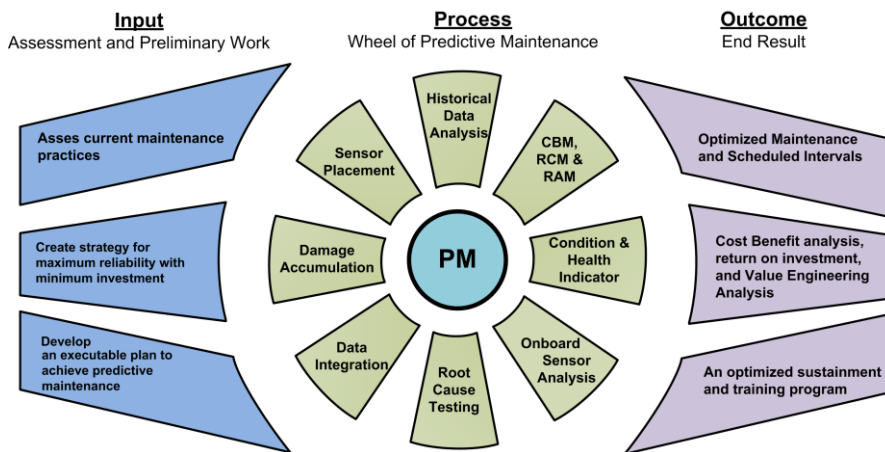 Input
Assessment and Preliminary Work
Process
Wheel of Predictive Maintenance
Outcome
End Result
Asses current maintenance
practices
Create strategy for
maximum reliability with
minimum investment
Develop
an executable plan to
achieve predictive
maintenance
Historical
Data
Analysis
CBM,
RCM &
RAM
Condition &
Health
Indicator
Onboard
Sensor
Analysis
Root
Cause
Testing
Data
Integration
Damage
Accumulation
Sensor
Placement
PM
Optimized Maintenance
and Scheduled Intervals
Cost Benefit analysis,
return on investment,
and Value Engineering
Analysis
An optimized sustainment
and training program